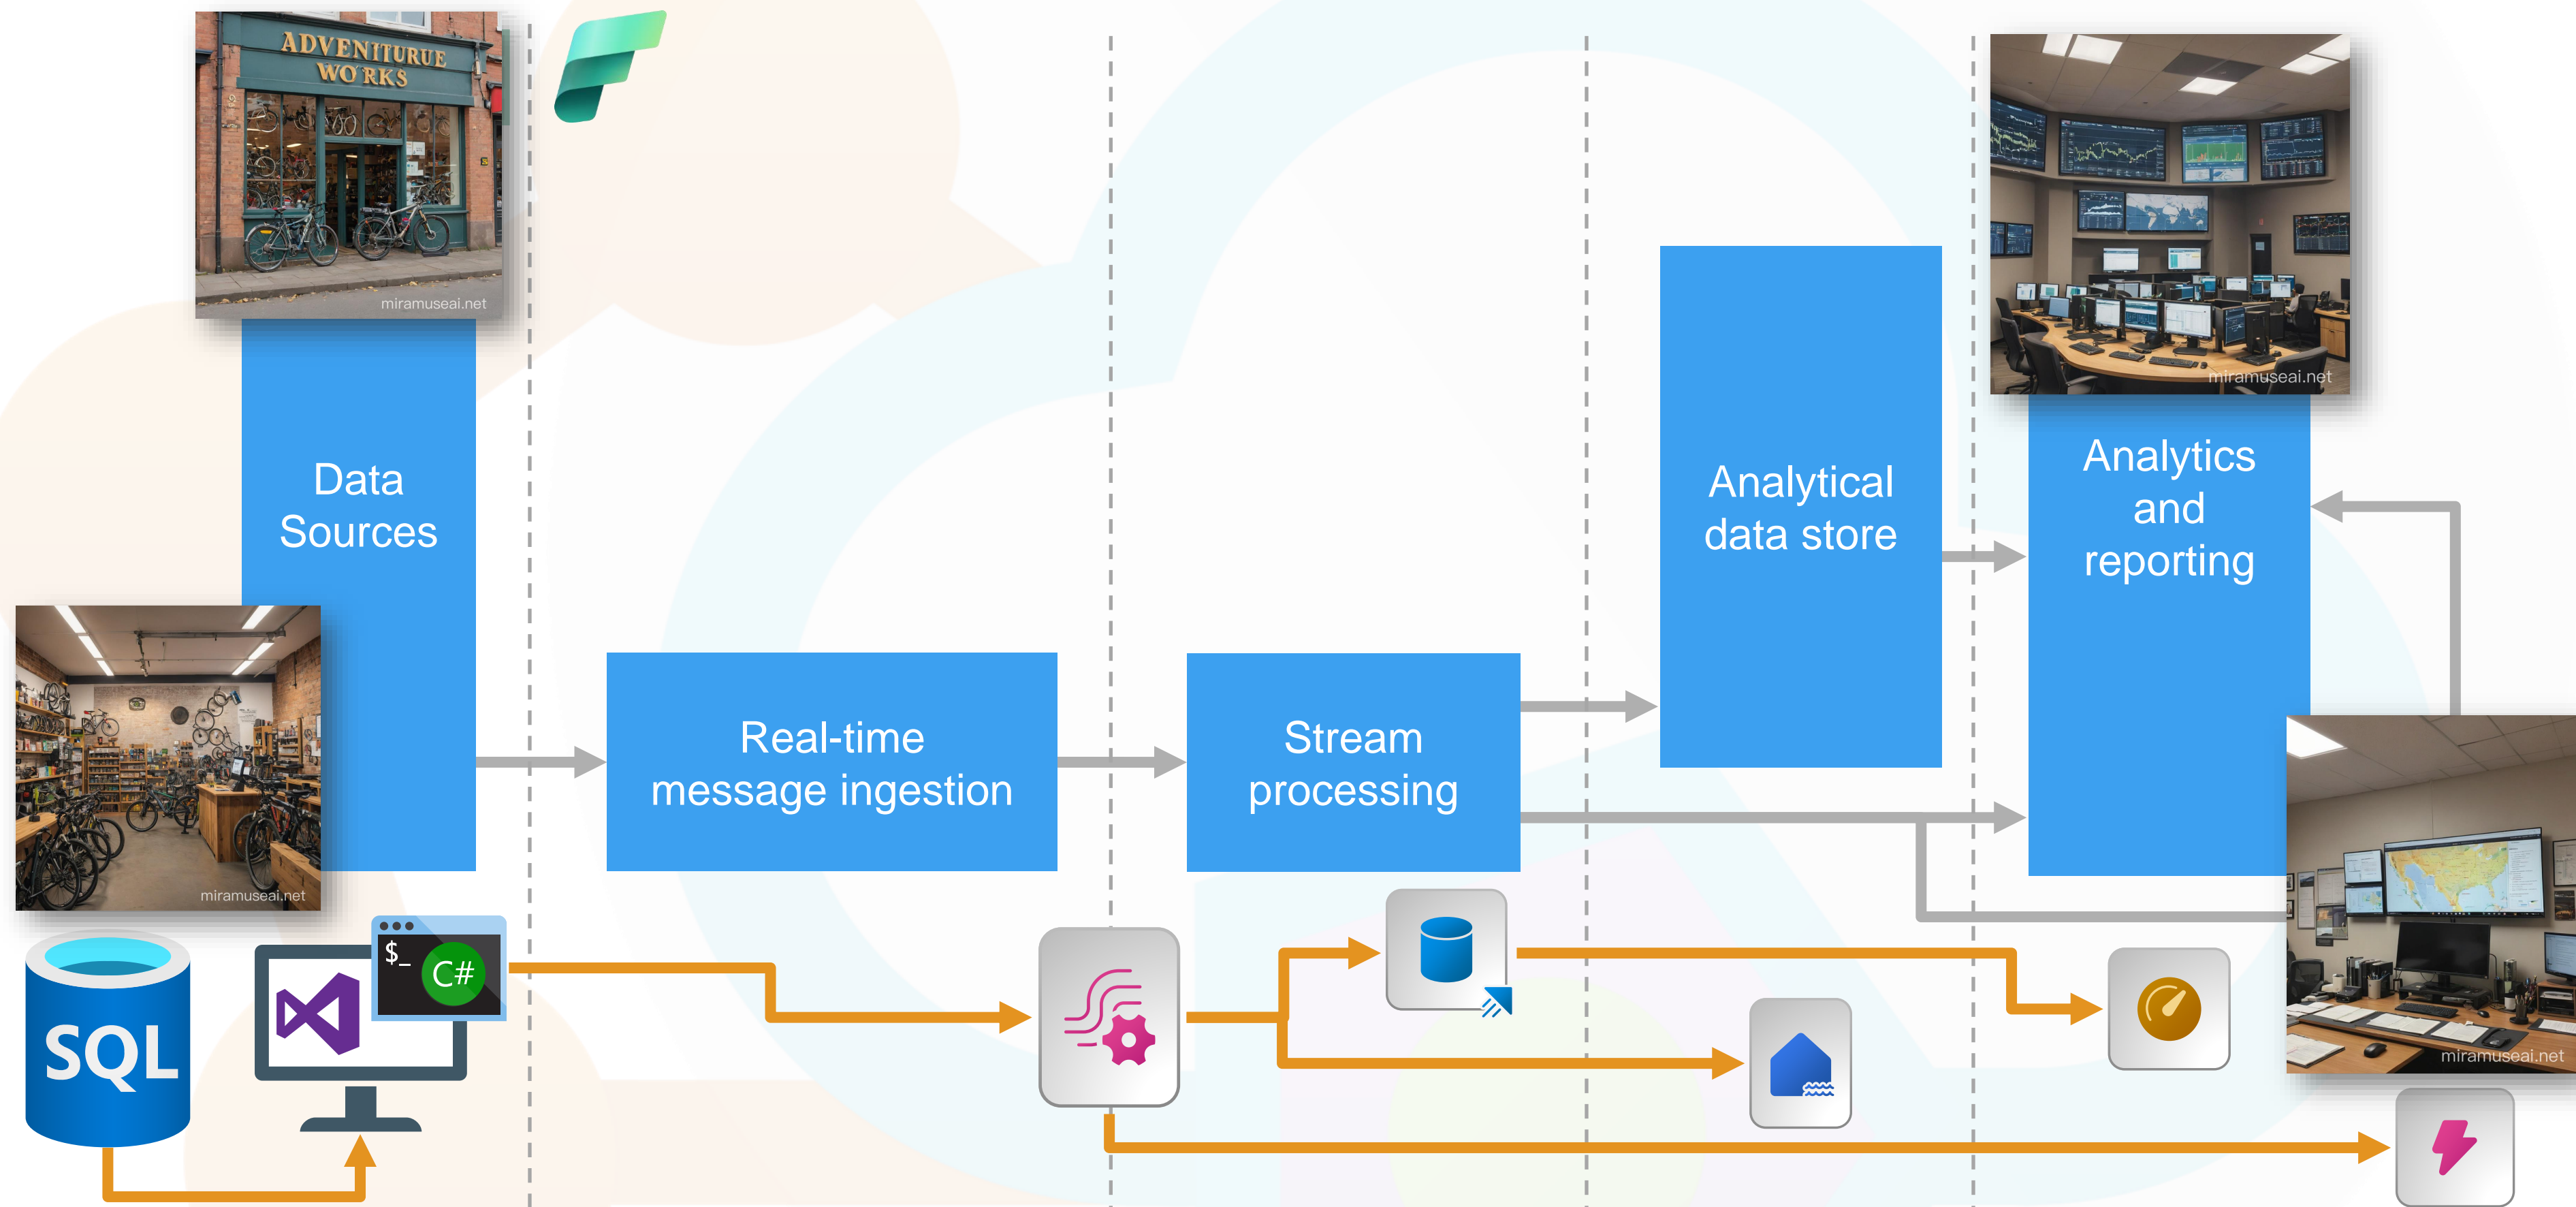 ADVENITURUE
WORKS
miramuseai.net
miramuseai.net
Data
Sources
Analytical
data store
Analytics
and
reporting
Real-time
message ingestion
Stream
processing
miramuseai.net
$_
C#
SQL
miramuseai.net